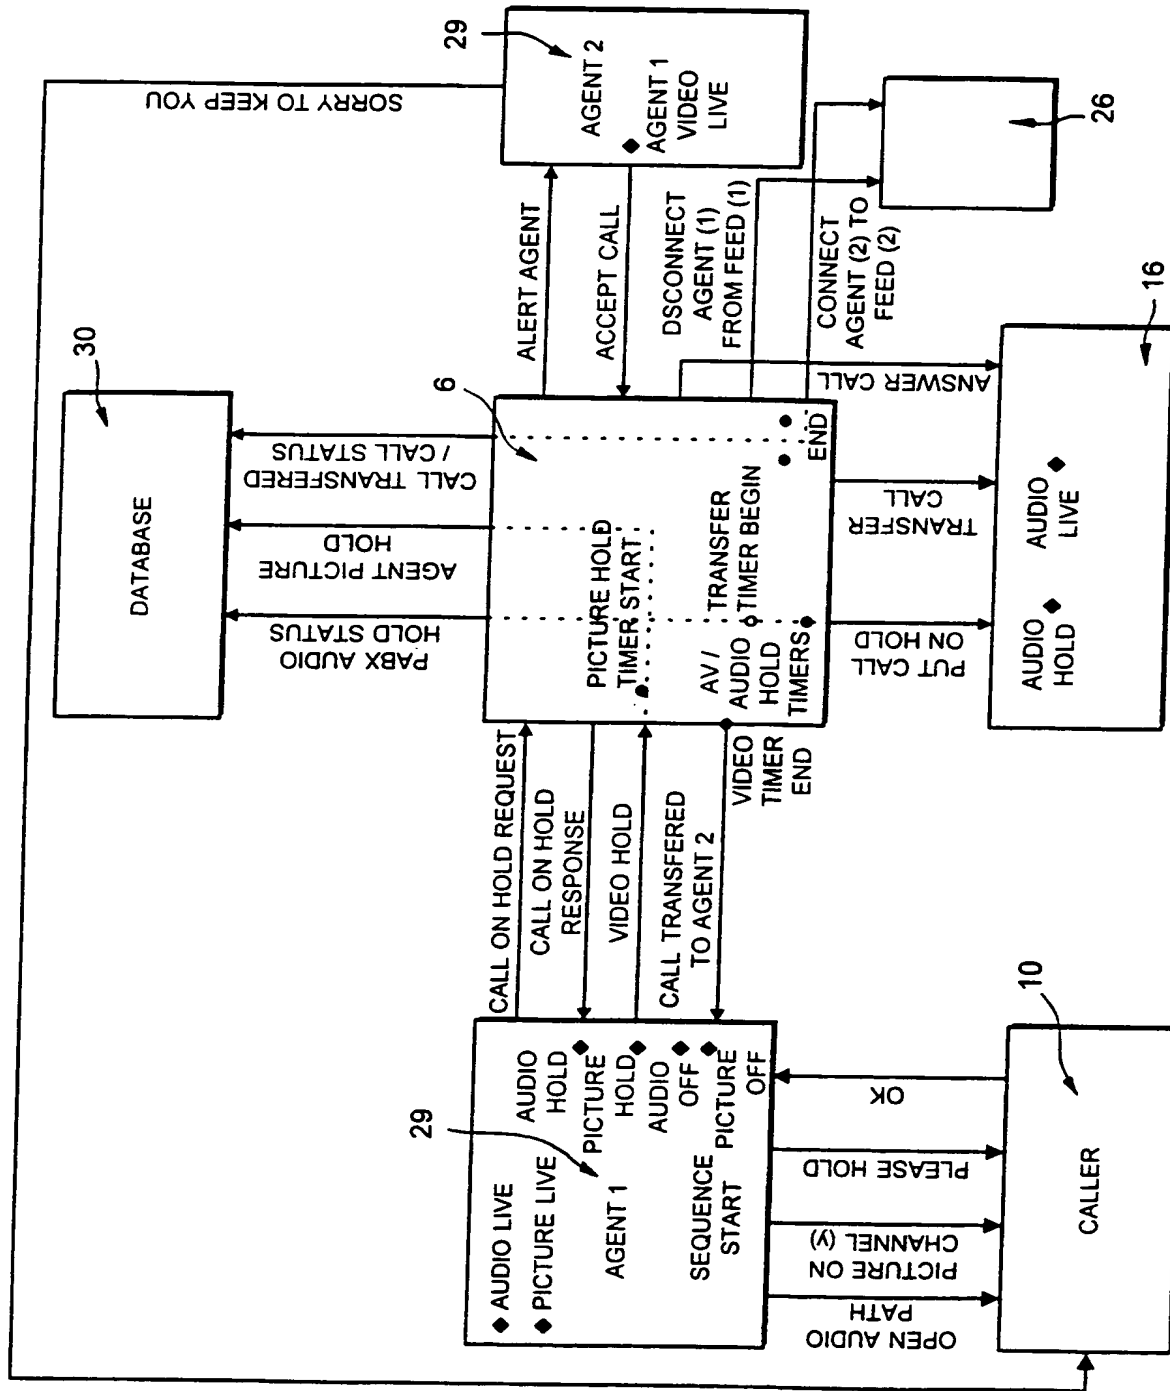 SORRY TO KEEP YOU
29
AGENT 2
◆ AGENT 1
VIDEO
LIVE
26
30
DATABASE
PABX AUDIO
HOLD STATUS
AGENT PICTURE
HOLD
CALL TRANSFERRED
/ CALL STATUS
ALERT AGENT
ACCEPT CALL
DSCONNECT
AGENT (1)
FROM FEED (1)
CONNECT
AGENT (2) TO
FEED (2)
ANSWER CALL
6
PICTURE HOLD
TIMER START
TRANSFER
TIMER BEGIN
END
AV /
AUDIO
HOLD
TIMERS
VIDEO
TIMER
END
PUT CALL
ON HOLD
TRANSFER
CALL
16
AUDIO
HOLD
AUDIO
LIVE
CALL ON HOLD REQUEST
CALL ON HOLD
RESPONSE
VIDEO HOLD
CALL TRANSFERED
TO AGENT 2
29
◆ AUDIO LIVE
◆ PICTURE LIVE
AGENT 1
AUDIO
HOLD
PICTURE
HOLD
AUDIO
OFF
PICTURE
OFF
SEQUENCE
START
OPEN AUDIO
PATH
PICTURE ON
CHANNEL (y)
PLEASE HOLD
OK
10
CALLER